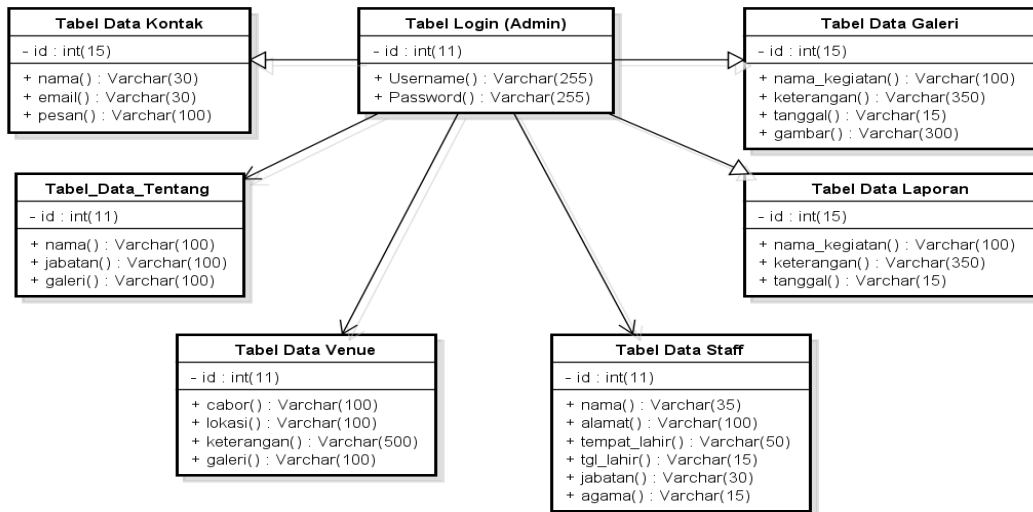 Tabel Data Kontak
- id : int(15)
+ nama() : Varchar(30)
+ email() : Varchar(30)
+ pesan() : Varchar(100)
Tabel Login (Admin)
- id : int(11)
+ Username() : Varchar(255)
+ Password() : Varchar(255)
Tabel Data Galeri
- id : int(15)
+ nama_kegiatan() : Varchar(100)
+ keterangan() : Varchar(350)
+ tanggal() : Varchar(15)
+ gambar() : Varchar(300)
Tabel_Data_Tentang
- id : int(11)
+ nama() : Varchar(100)
+ jabatan() : Varchar(100)
+ galeri() : Varchar(100)
Tabel Data Laporan
- id : int(15)
+ nama_kegiatan() : Varchar(100)
+ keterangan() : Varchar(350)
+ tanggal() : Varchar(15)
Tabel Data Venue
- id : int(11)
+ cabor() : Varchar(100)
+ lokasi() : Varchar(100)
+ keterangan() : Varchar(500)
+ galeri() : Varchar(100)
Tabel Data Staff
- id : int(11)
+ nama() : Varchar(35)
+ alamat() : Varchar(100)
+ tempat_lahir() : Varchar(50)
+ tgl_lahir() : Varchar(15)
+ jabatan() : Varchar(30)
+ agama() : Varchar(15)